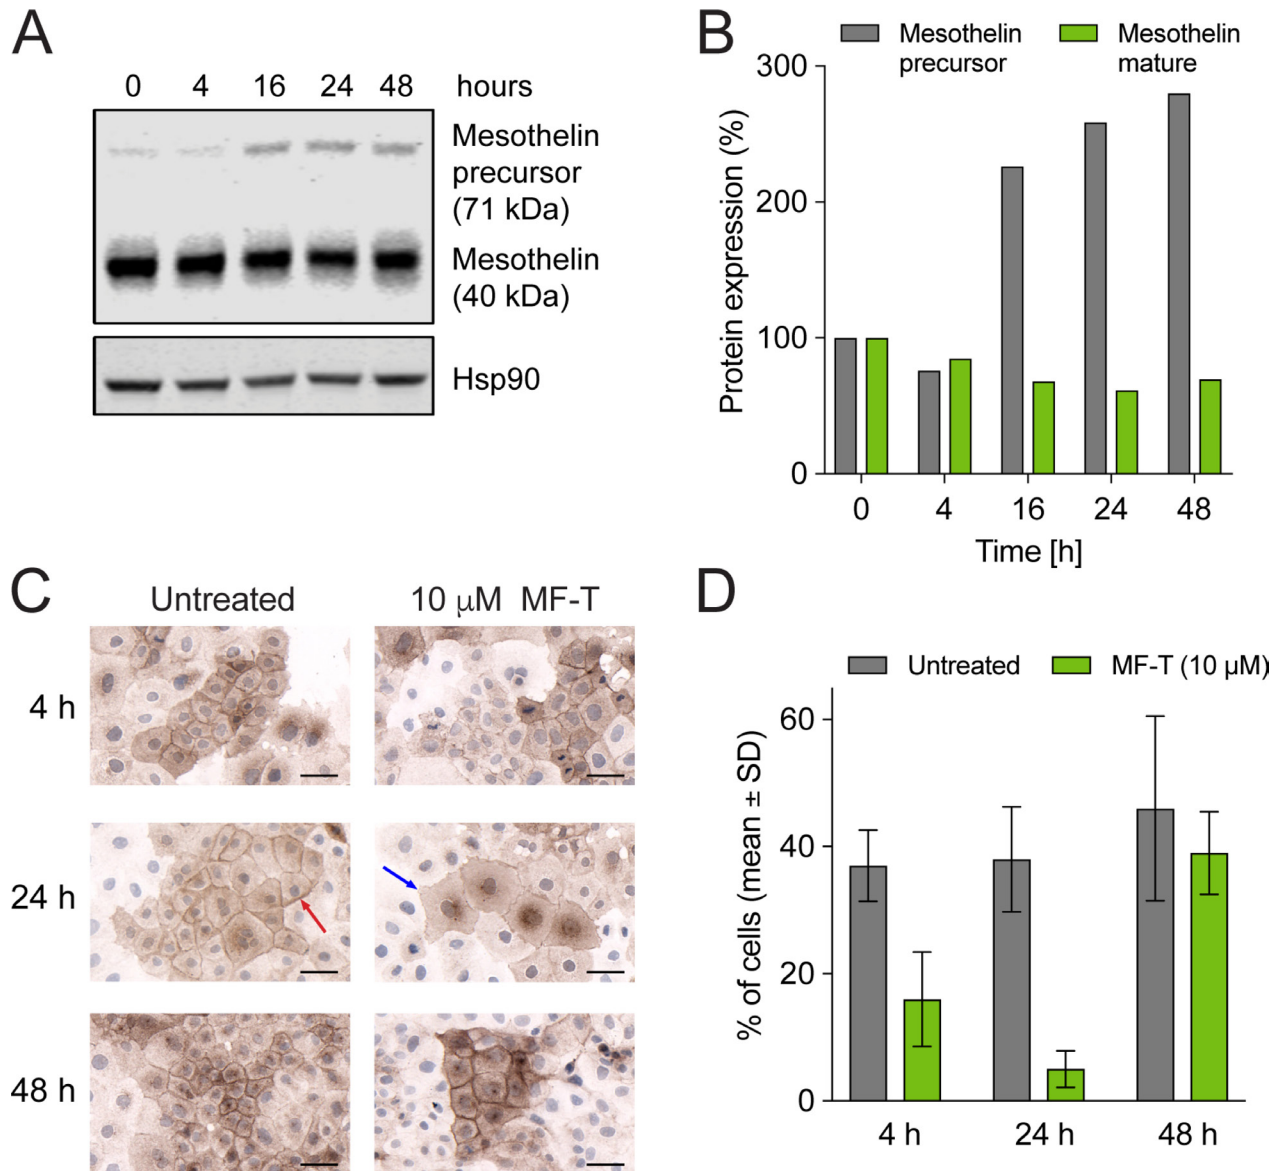 A
0 4 16 24 48 hours
Mesothelin
precursor
(71 kDa)
Mesothelin
(40 kDa)
Hsp90
B
Mesothelin
precursor
Mesothelin
mature
Protein expression (%)
300
200
100
0
0 4 16 24 48
Time [h]
C
Untreated 10 μM MF-T
4 h
24 h
48 h
D
Untreated MF-T (10 μM)
% of cells (mean ± SD)
60
40
20
0
4 h 24 h 48 h